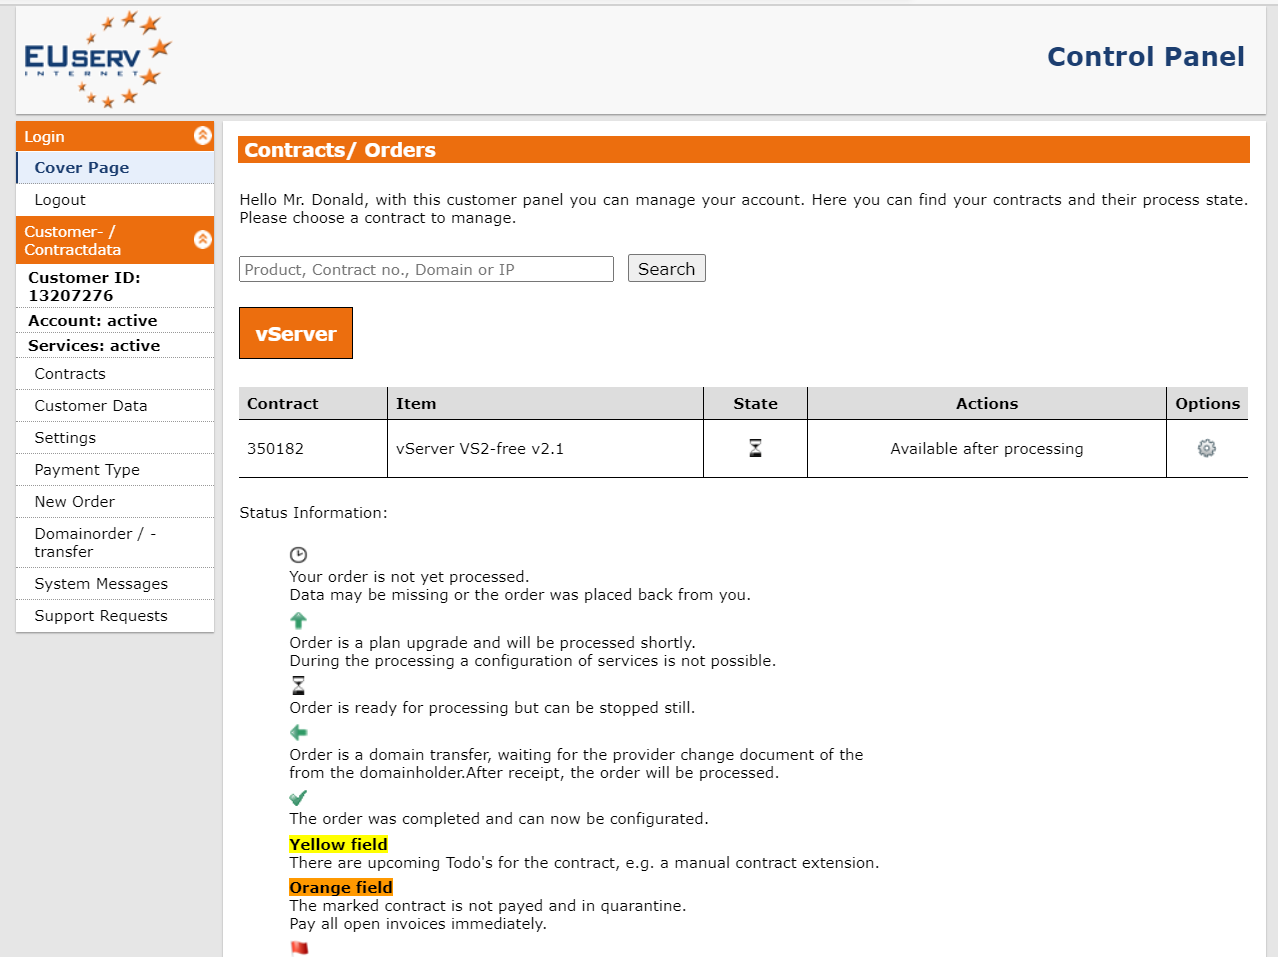 EUSERV
INTERNET
Control Panel
Login
Cover Page
Logout
Customer- /
Contractdata
Customer ID:
13207276
Account: active
Services: active
Contracts
Customer Data
Settings
Payment Type
New Order
Domainorder / -
transfer
System Messages
Support Requests
Contracts/ Orders
Hello Mr. Donald, with this customer panel you can manage your account. Here you can find your contracts and their process state.
Please choose a contract to manage.
Product, Contract no., Domain or IP
Search
vServer
Contract Item State Actions Options
350182 vServer VS2-free v2.1 Available after processing
Status Information:
Your order is not yet processed.
Data may be missing or the order was placed back from you.
Order is a plan upgrade and will be processed shortly.
During the processing a configuration of services is not possible.
Order is ready for processing but can be stopped still.
Order is a domain transfer, waiting for the provider change document of the
from the domainholder.After receipt, the order will be processed.
The order was completed and can now be configurated.
Yellow field
There are upcoming Todo's for the contract, e.g. a manual contract extension.
Orange field
The marked contract is not payed and in quarantine.
Pay all open invoices immediately.